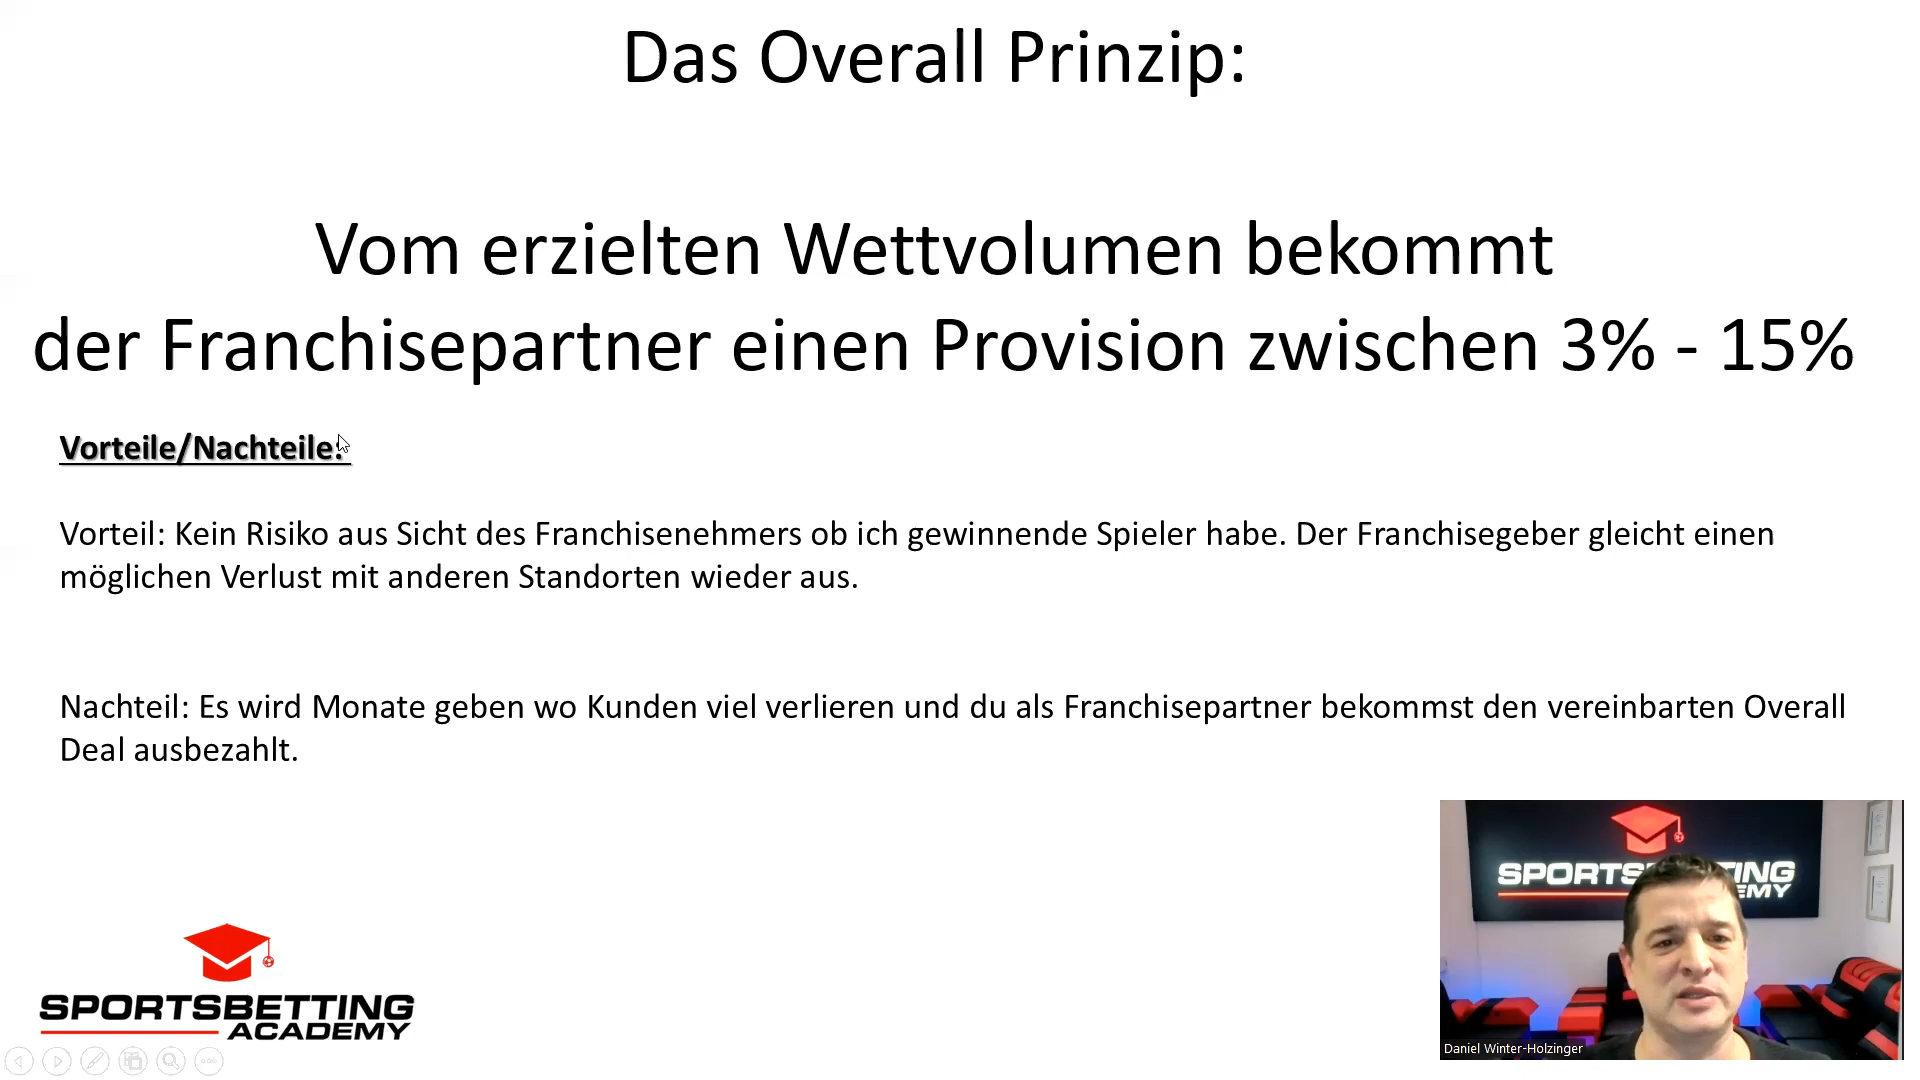 Das Overall Prinzip:
Vom erzielten Wettvolumen bekommt
der Franchisepartner einen Provision zwischen 3% - 15%
Vorteile/Nachteile:
Vorteil: Kein Risiko aus Sicht des Franchisenehmers ob ich gewinnende Spieler habe. Der Franchisegeber gleicht einen
möglichen Verlust mit anderen Standorten wieder aus.
Nachteil: Es wird Monate geben wo Kunden viel verlieren und du als Franchisepartner bekommst den vereinbarten Overall
Deal ausbezahlt.
SPORTSBETTING
ACADEMY
Daniel Winter-Holzinger